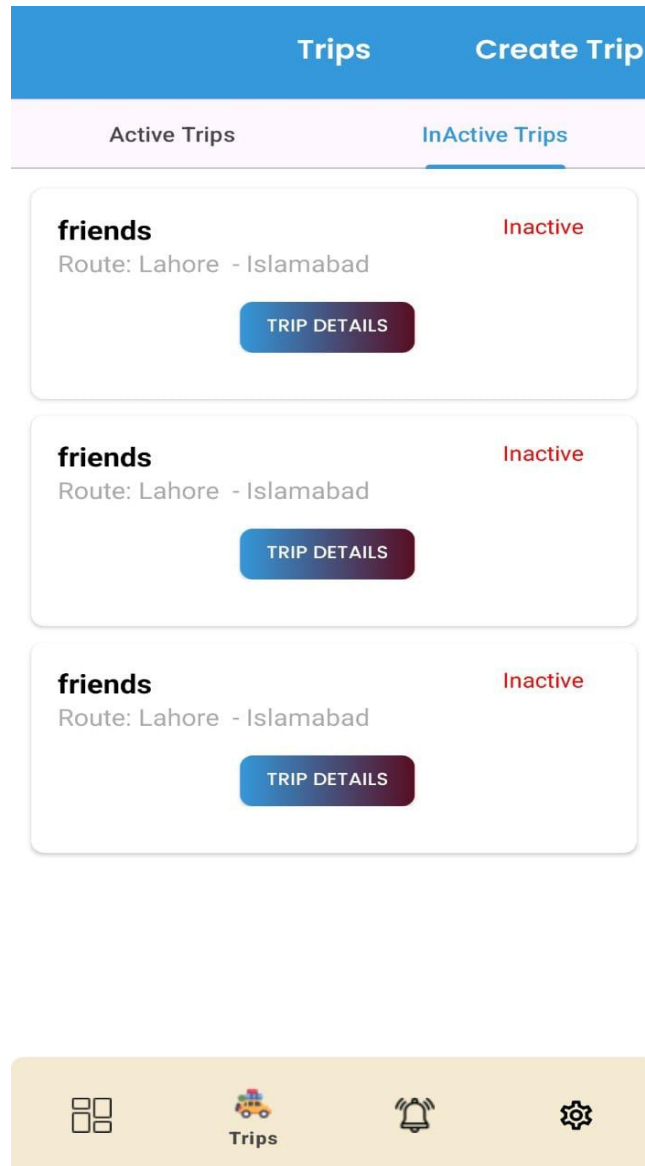 Trips Create Trip
Active Trips InActive Trips
friends Inactive
Route: Lahore - Islamabad
TRIP DETAILS
friends Inactive
Route: Lahore - Islamabad
TRIP DETAILS
friends Inactive
Route: Lahore - Islamabad
TRIP DETAILS
Trips